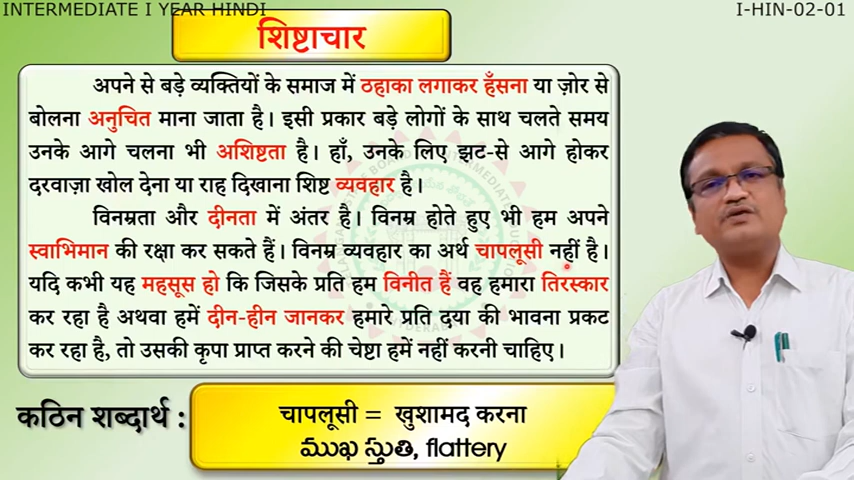 INTERMEDIATE I YEAR HINDI
I-HIN-02-01
शिष्टाचार
अपने से बड़े व्यक्तियों के समाज में ठहाका लगाकर हँसना या ज़ोर से
बोलना अनुचित माना जाता है। इसी प्रकार बड़े लोगों के साथ चलते समय
उनके आगे चलना भी अशिष्टता है। हाँ, उनके लिए झट-से आगे होकर
दरवाज़ा खोल देना या राह दिखाना शिष्ट व्यवहार है।
विनम्रता और दीनता में अंतर है। विनम्र होते हुए भी हम अपने
स्वाभिमान की रक्षा कर सकते हैं। विनम्र व्यवहार का अर्थ चापलूसी नहीं है।
यदि कभी यह महसूस हो कि जिसके प्रति हम विनीत हैं वह हमारा तिरस्कार
कर रहा है अथवा हमें दीन-हीन जानकर हमारे प्रति दया की भावना प्रकट
कर रहा है, तो उसकी कृपा प्राप्त करने की चेष्टा हमें नहीं करनी चाहिए।
कठिन शब्दार्थ :
चापलूसी = खुशामद करना
ముఖ స్తుతి, flattery